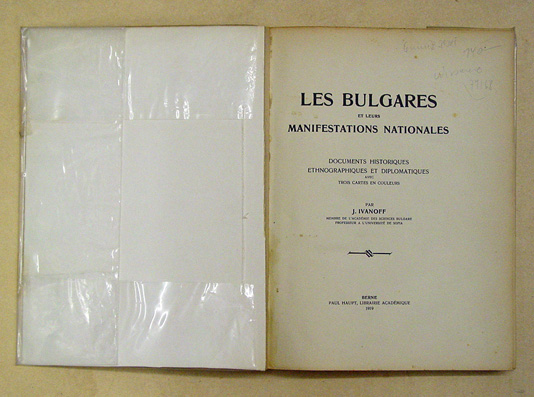 LES BULGARES
ET LEURS
MANIFESTATIONS NATIONALES
DOCUMENTS HISTORIQUES
ETHNOGRAPHIQUES ET DIPLOMATIQUES
AVEC
TROIS CARTES EN COULEURS
PAR
J. IVANOFF
MEMBRE DE L'ACADÉMIE DES SCIENCES BULGARE
PROFESSEUR A L'UNIVERSITÉ DE SOFIA
BERNE
PAUL HAUPT, LIBRAIRIE ACADÉMIQUE
1919